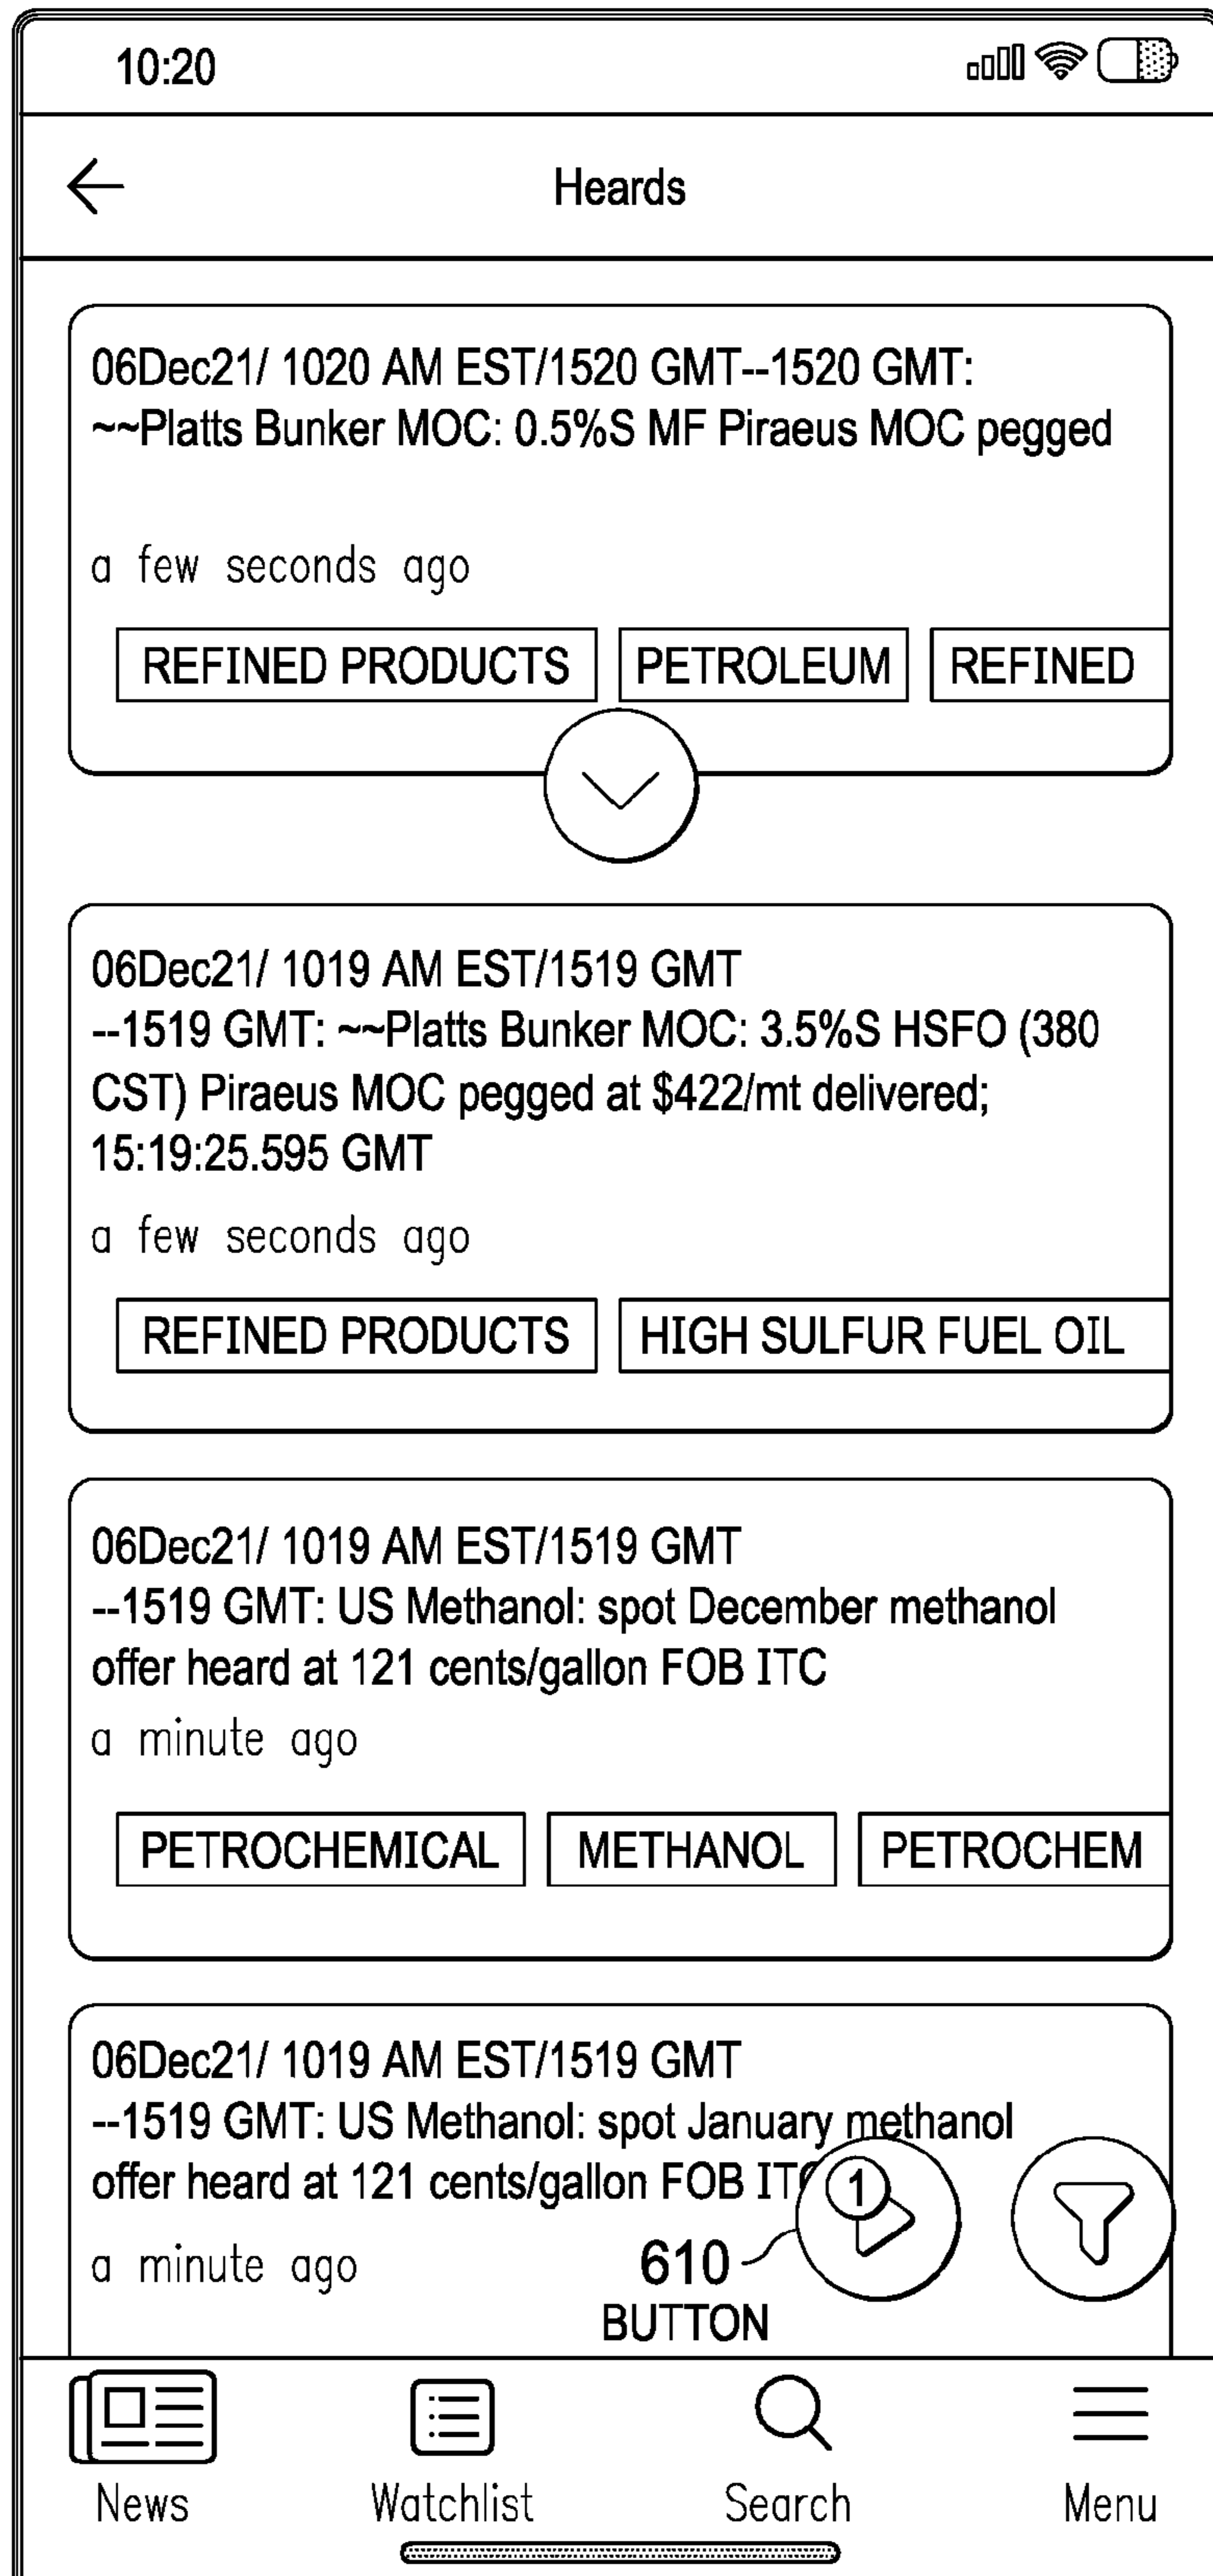 10:20
Heards
06Dec21/ 1020 AM EST/1520 GMT--1520 GMT:
~~Platts Bunker MOC: 0.5%S MF Piraeus MOC pegged
a few seconds ago
REFINED PRODUCTS PETROLEUM REFINED
06Dec21/ 1019 AM EST/1519 GMT
--1519 GMT: ~~Platts Bunker MOC: 3.5%S HSFO (380
CST) Piraeus MOC pegged at $422/mt delivered;
15:19:25.595 GMT
a few seconds ago
REFINED PRODUCTS HIGH SULFUR FUEL OIL
06Dec21/ 1019 AM EST/1519 GMT
--1519 GMT: US Methanol: spot December methanol
offer heard at 121 cents/gallon FOB ITC
a minute ago
PETROCHEMICAL METHANOL PETROCHEM
06Dec21/ 1019 AM EST/1519 GMT
--1519 GMT: US Methanol: spot January methanol
offer heard at 121 cents/gallon FOB ITC
1
a minute ago
610
BUTTON
News Watchlist Search Menu